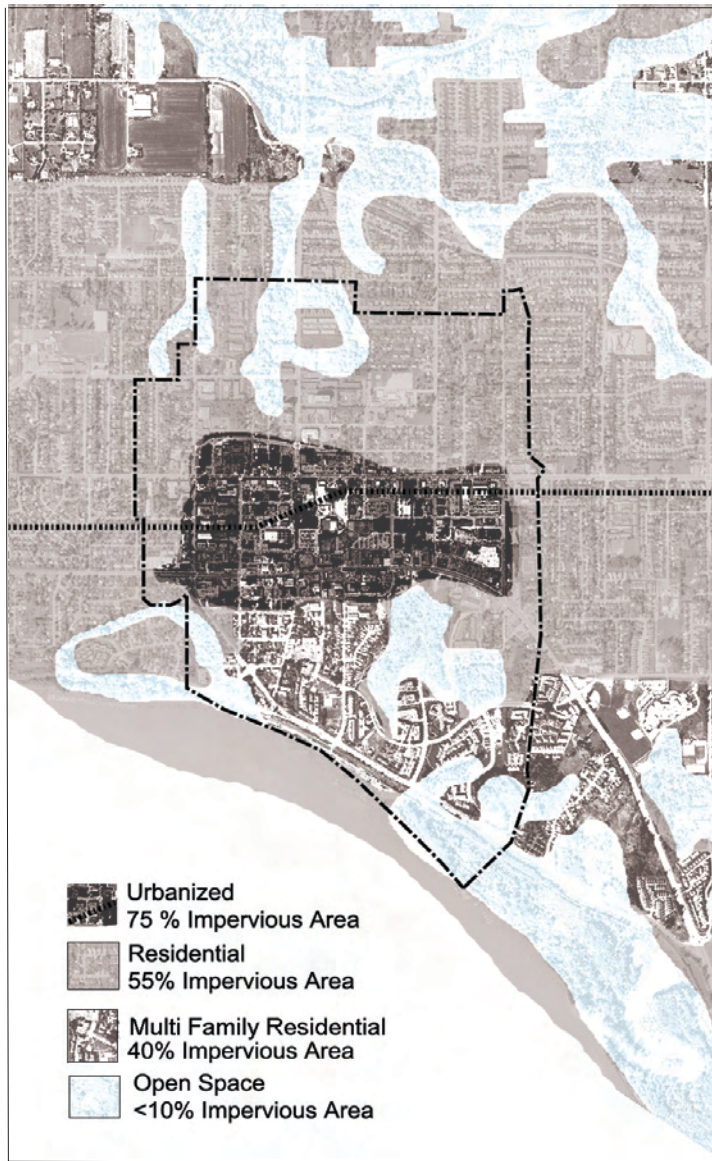 Urbanized
75 % Impervious Area
Residential
55% Impervious Area
Multi Family Residential
40% Impervious Area
Open Space
<10% Impervious Area